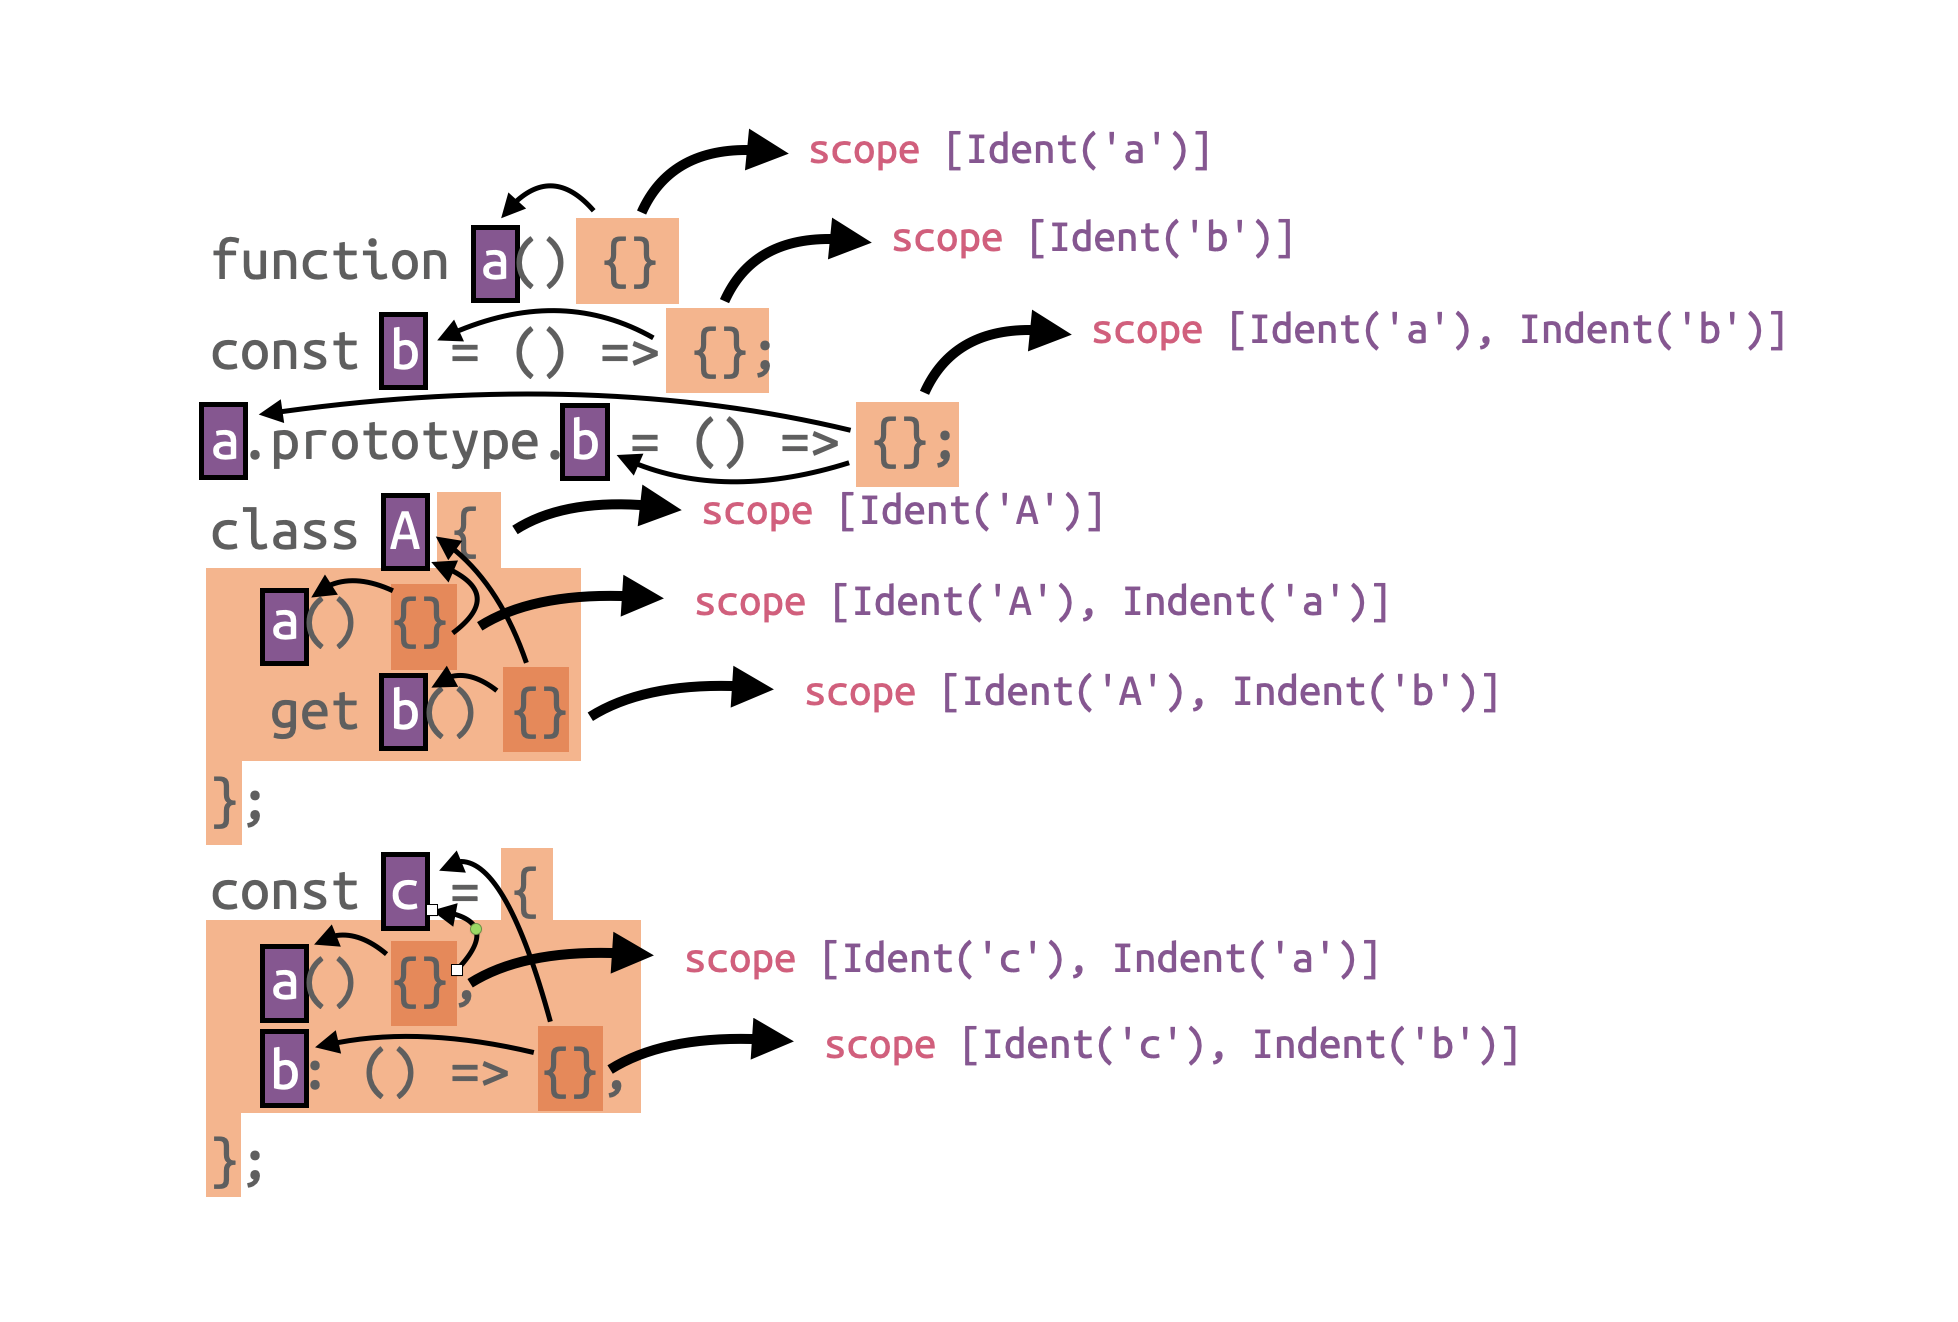 scope [Ident('a')]
function a() {}
scope [Ident('b')]
const b = () => {};
scope [Ident('a'), Indent('b')]
a.prototype.b = () => {};
class A {
scope [Ident('A')]
a() {}
scope [Ident('A'), Indent('a')]
get b() {}
scope [Ident('A'), Indent('b')]
};
const c = {
a() {},
scope [Ident('c'), Indent('a')]
b: () => {},
scope [Ident('c'), Indent('b')]
};